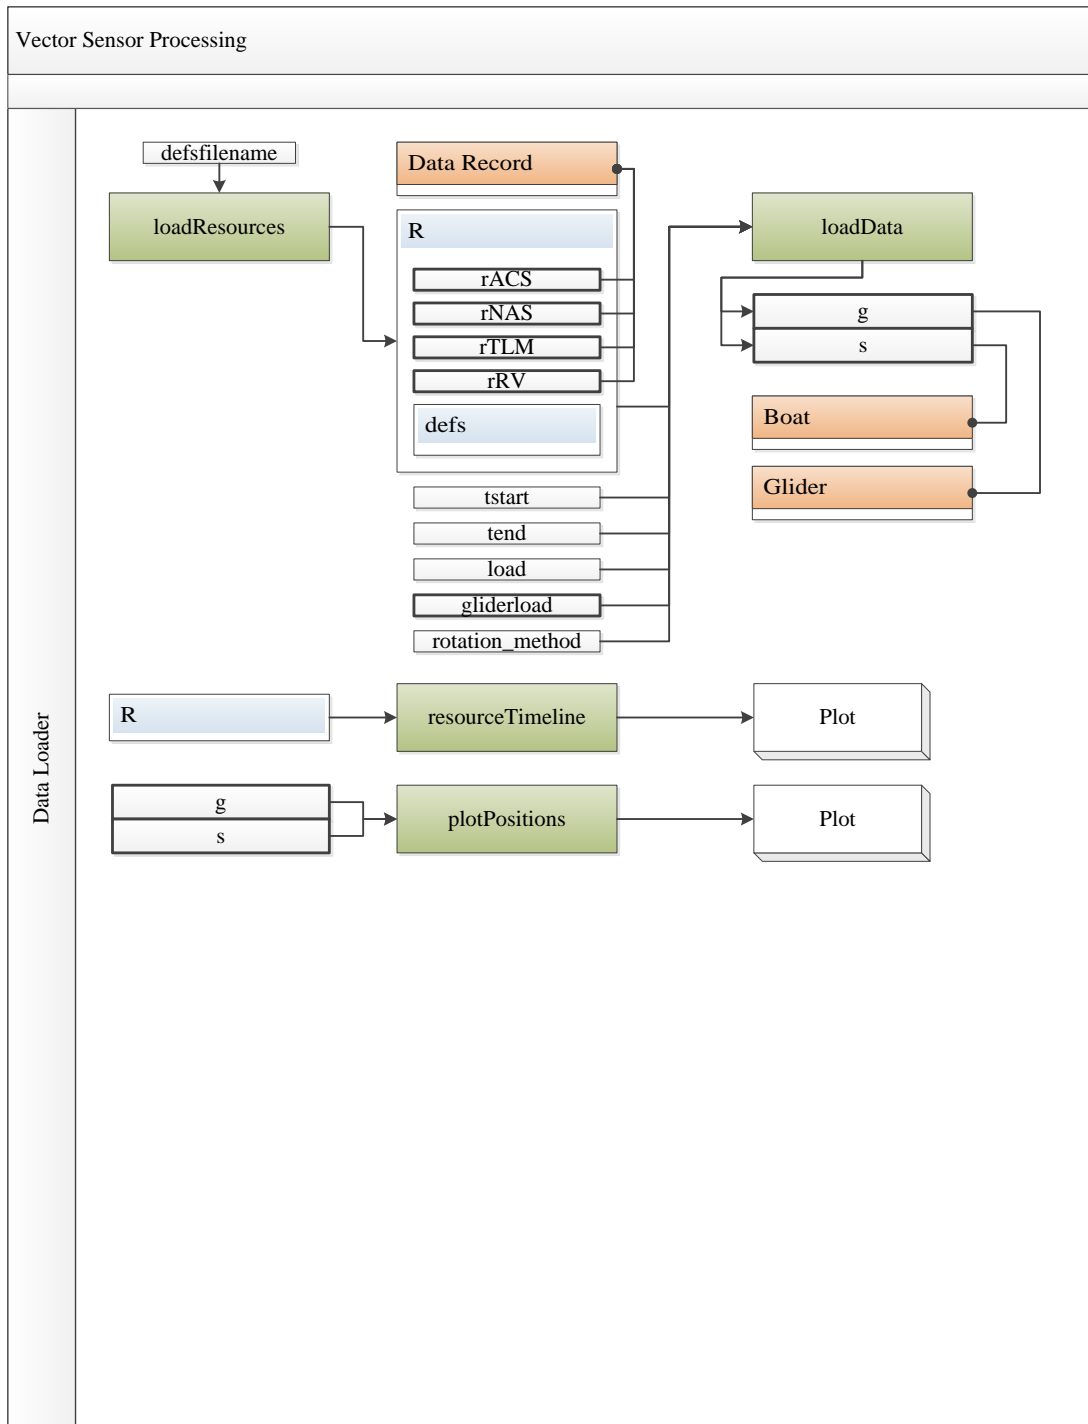 Vector Sensor Processing
Data Loader
defsfilename
loadResources
Data Record
R
rACS
rNAS
rTLM
rRV
defs
tstart
tend
load
gliderload
rotation_method
loadData
g
s
Boat
Glider
R
resourceTimeline
Plot
g
s
plotPositions
Plot